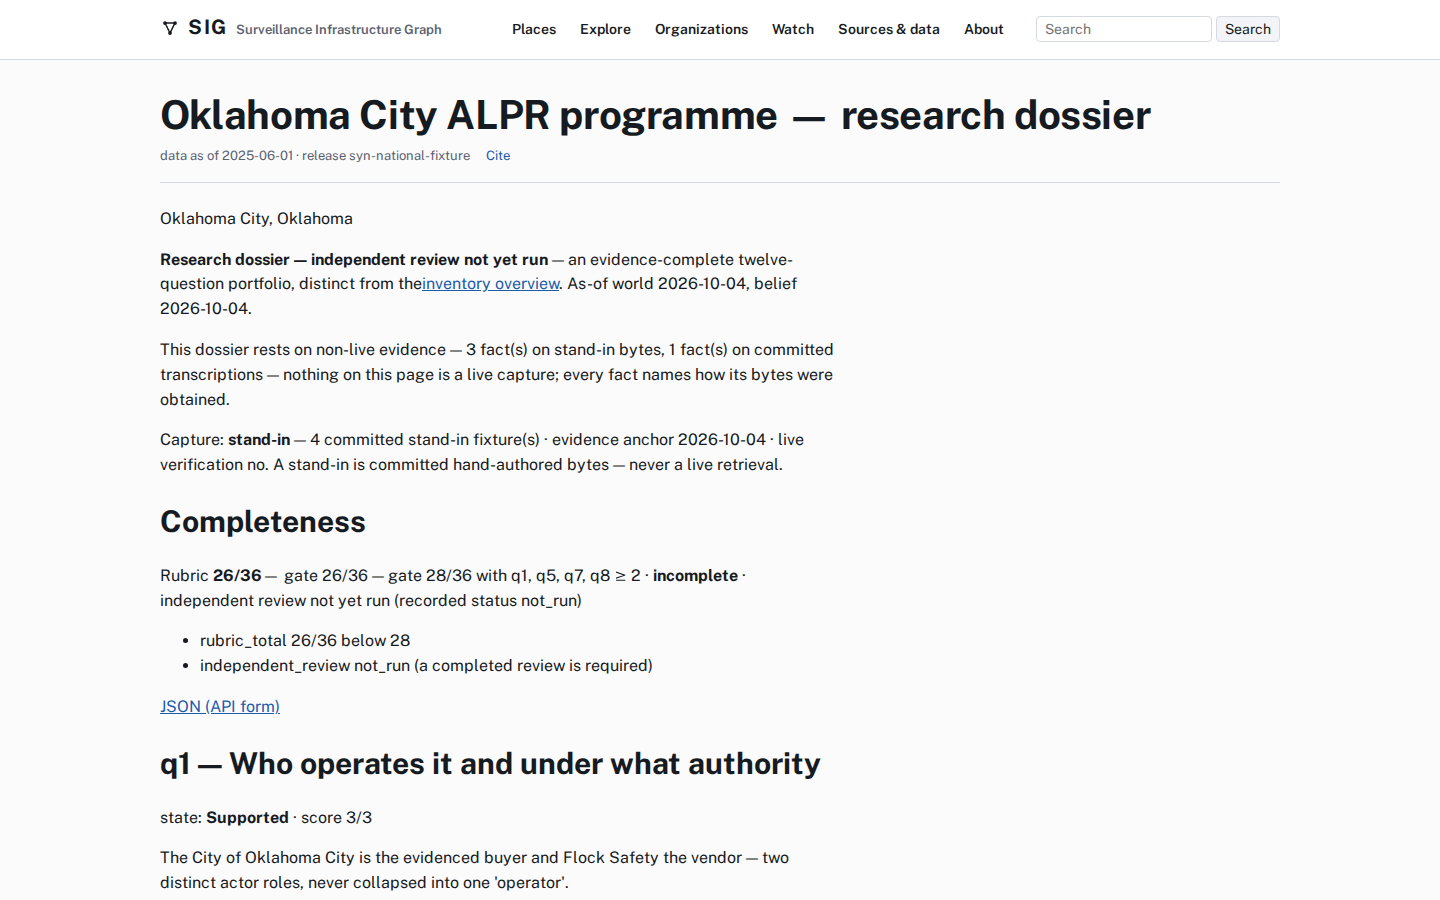 SIG Surveillance Infrastructure Graph Places Explore Organizations Watch Sources & data About Search Search
Oklahoma City ALPR programme — research dossier
data as of 2025-06-01 · release syn-national-fixture Cite
Oklahoma City, Oklahoma
Research dossier — independent review not yet run — an evidence-complete twelve-
question portfolio, distinct from theinventory overview. As-of world 2026-10-04, belief
2026-10-04.
This dossier rests on non-live evidence — 3 fact(s) on stand-in bytes, 1 fact(s) on committed
transcriptions — nothing on this page is a live capture; every fact names how its bytes were
obtained.
Capture: stand-in — 4 committed stand-in fixture(s) · evidence anchor 2026-10-04 · live
verification no. A stand-in is committed hand-authored bytes — never a live retrieval.
Completeness
Rubric 26/36 — gate 26/36 — gate 28/36 with q1, q5, q7, q8 ≥ 2 · incomplete ·
independent review not yet run (recorded status not_run)
• rubric_total 26/36 below 28
• independent_review not_run (a completed review is required)
JSON (API form)
q1 — Who operates it and under what authority
state: Supported · score 3/3
The City of Oklahoma City is the evidenced buyer and Flock Safety the vendor — two
distinct actor roles, never collapsed into one 'operator'.